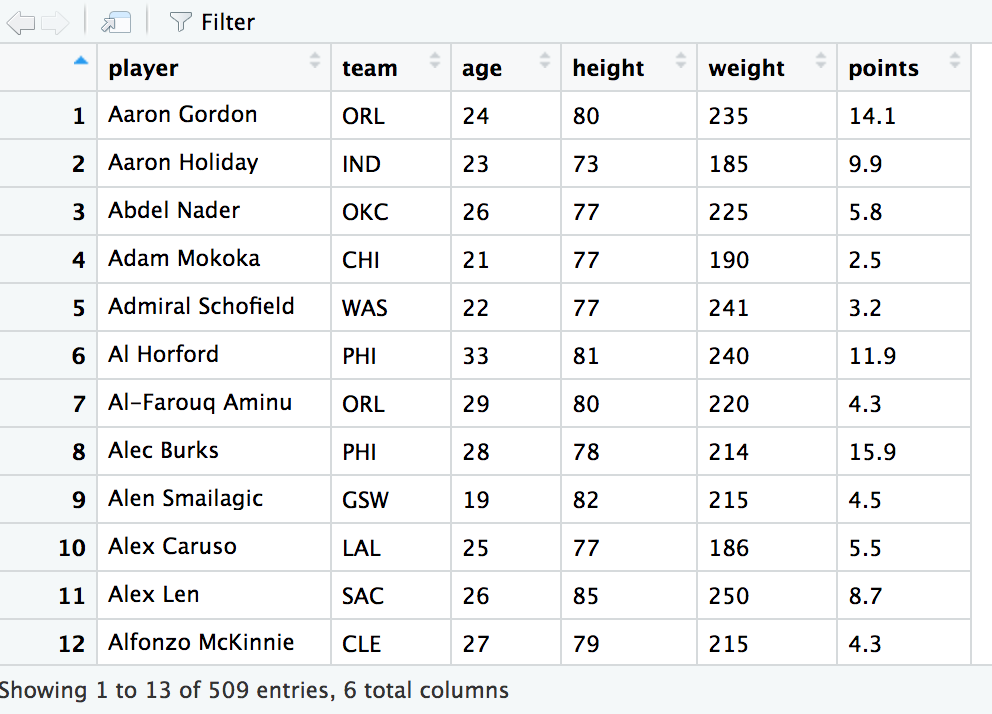 Filter
player team age height weight points
1 Aaron Gordon ORL 24 80 235 14.1
2 Aaron Holiday IND 23 73 185 9.9
3 Abdel Nader OKC 26 77 225 5.8
4 Adam Mokoka CHI 21 77 190 2.5
5 Admiral Schofield WAS 22 77 241 3.2
6 Al Horford PHI 33 81 240 11.9
7 Al-Farouq Aminu ORL 29 80 220 4.3
8 Alec Burks PHI 28 78 214 15.9
9 Alen Smailagic GSW 19 82 215 4.5
10 Alex Caruso LAL 25 77 186 5.5
11 Alex Len SAC 26 85 250 8.7
12 Alfonzo McKinnie CLE 27 79 215 4.3
Showing 1 to 13 of 509 entries, 6 total columns